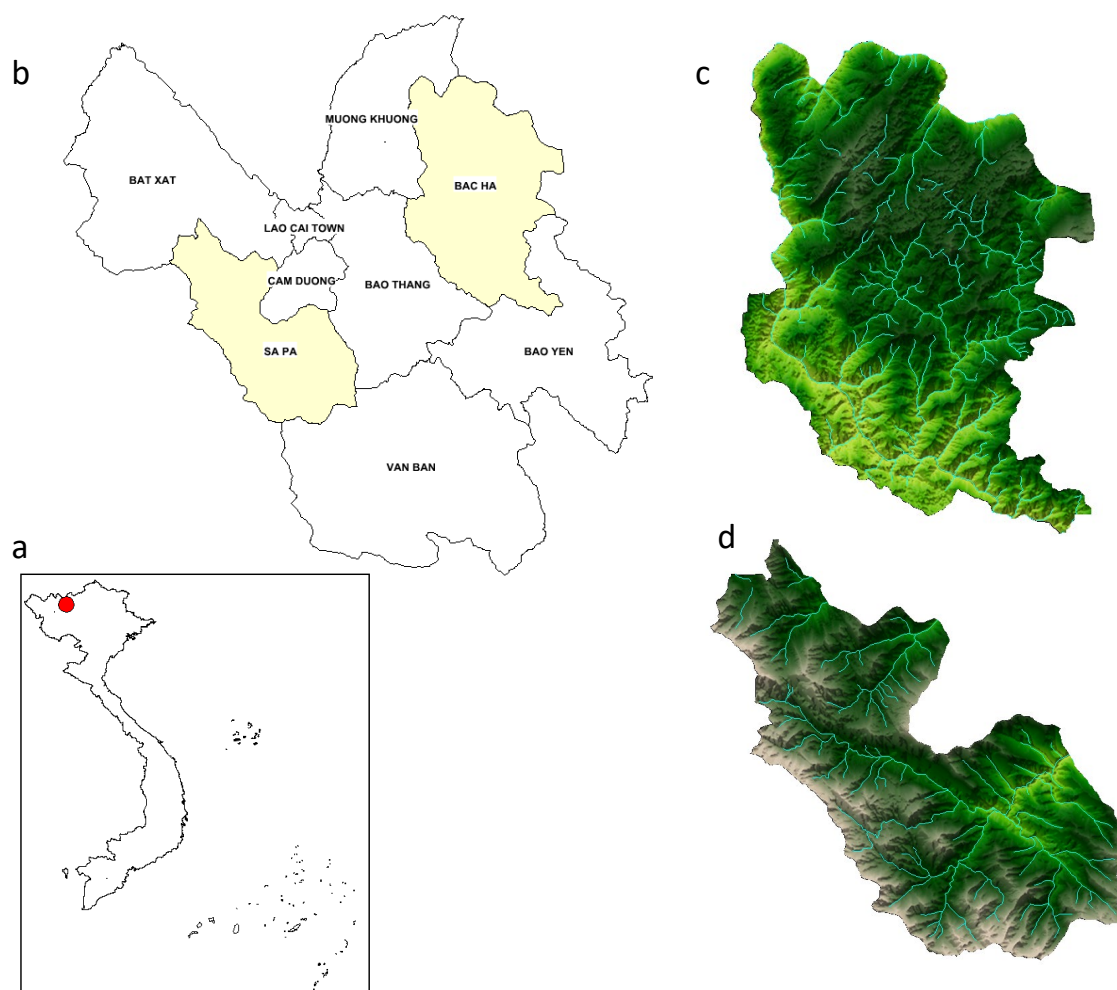 b
c
MUONG KHUONG
BAT XAT
BAC HA
LAO CAI TOWN
CAM DUONG
BAO THANG
SA PA
BAO YEN
VAN BAN
a
d